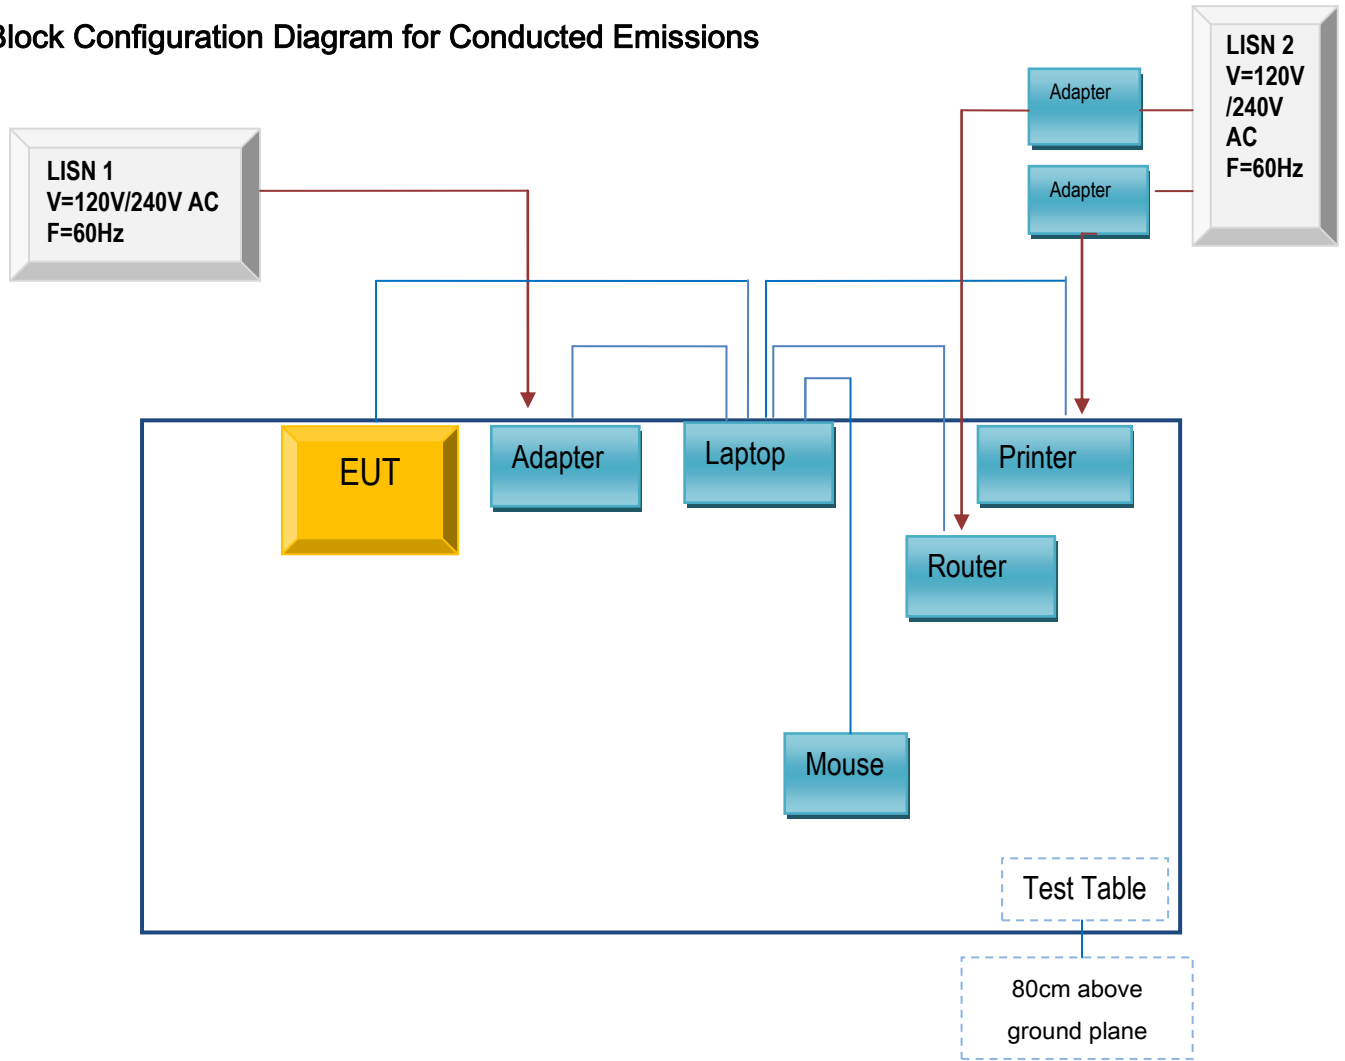 Block Configuration Diagram for Conducted Emissions
LISN 2
V=120V
/240V
AC
F=60Hz
Adapter
Adapter
LISN 1
V=120V/240V AC
F=60Hz
EUT
Adapter
Laptop
Printer
Router
Mouse
Test Table
80cm above
ground plane